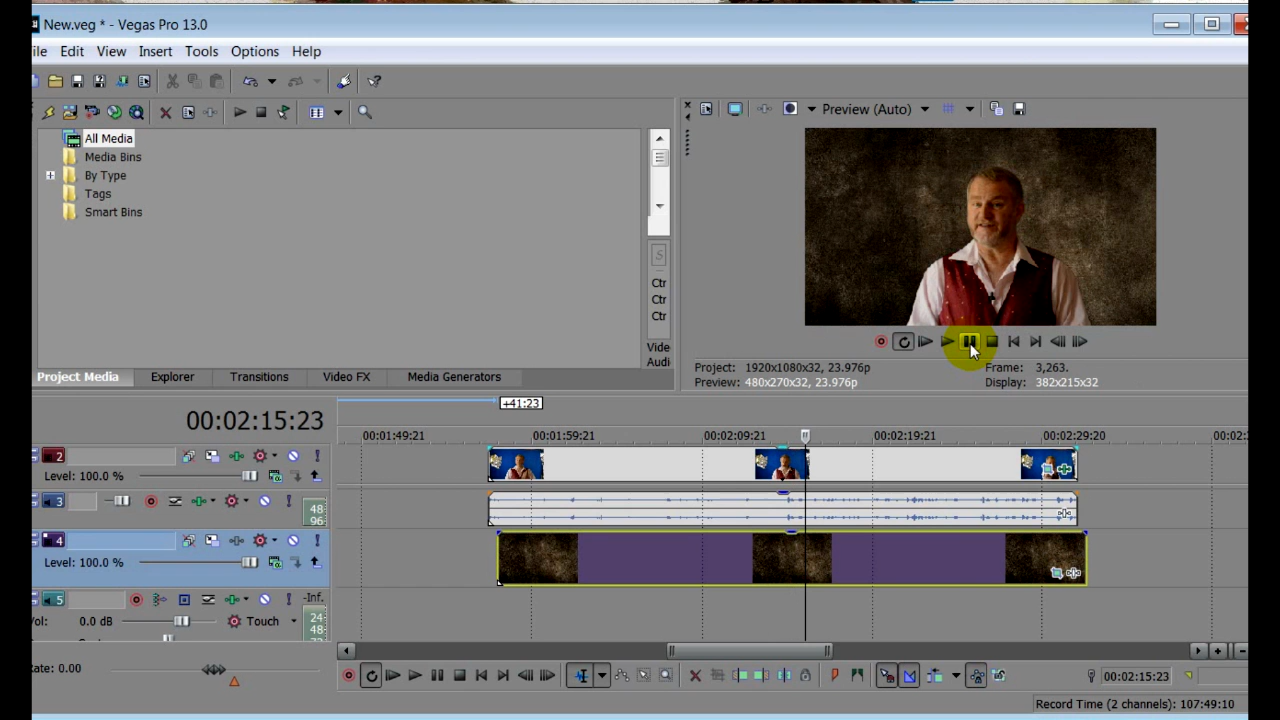 New.veg * - Vegas Pro 13.0
ile Edit View Insert Tools Options Help
Preview (Auto)
All Media
Media Bins
By Type
Tags
Smart Bins
S
Ctr
Ctr
Ctr
Vide
Audi
Project: 1920x1080x32, 23.976p
Frame: 3,263.
Preview: 480x270x32, 23.976p
Display: 382x215x32
Project Media Explorer Transitions Video FX Media Generators
+41:23
00:02:15:23
00:01:49:21 00:01:59:21 00:02:09:21 00:02:19:21 00:02:29:20 00:02:
2
Level: 100.0 %
3
48
96
4
Level: 100.0 %
5
-Inf.
ol: 0.0 dB
Touch
24
48
ate: 0.00
00:02:15:23
Record Time (2 channels): 107:49:10